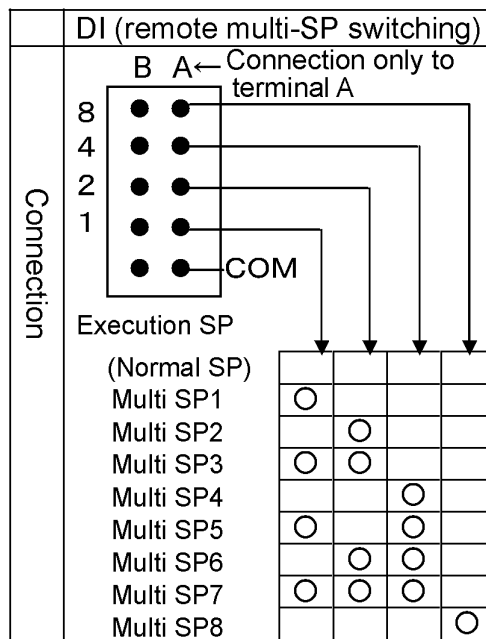 DI (remote multi-SP switching)
B A ← Connection only to
terminal A
8
4
2
1
COM
Connection
Execution SP
(Normal SP)
Multi SP1 ○
Multi SP2 ○
Multi SP3 ○ ○
Multi SP4 ○
Multi SP5 ○ ○
Multi SP6 ○ ○
Multi SP7 ○ ○ ○
Multi SP8 ○